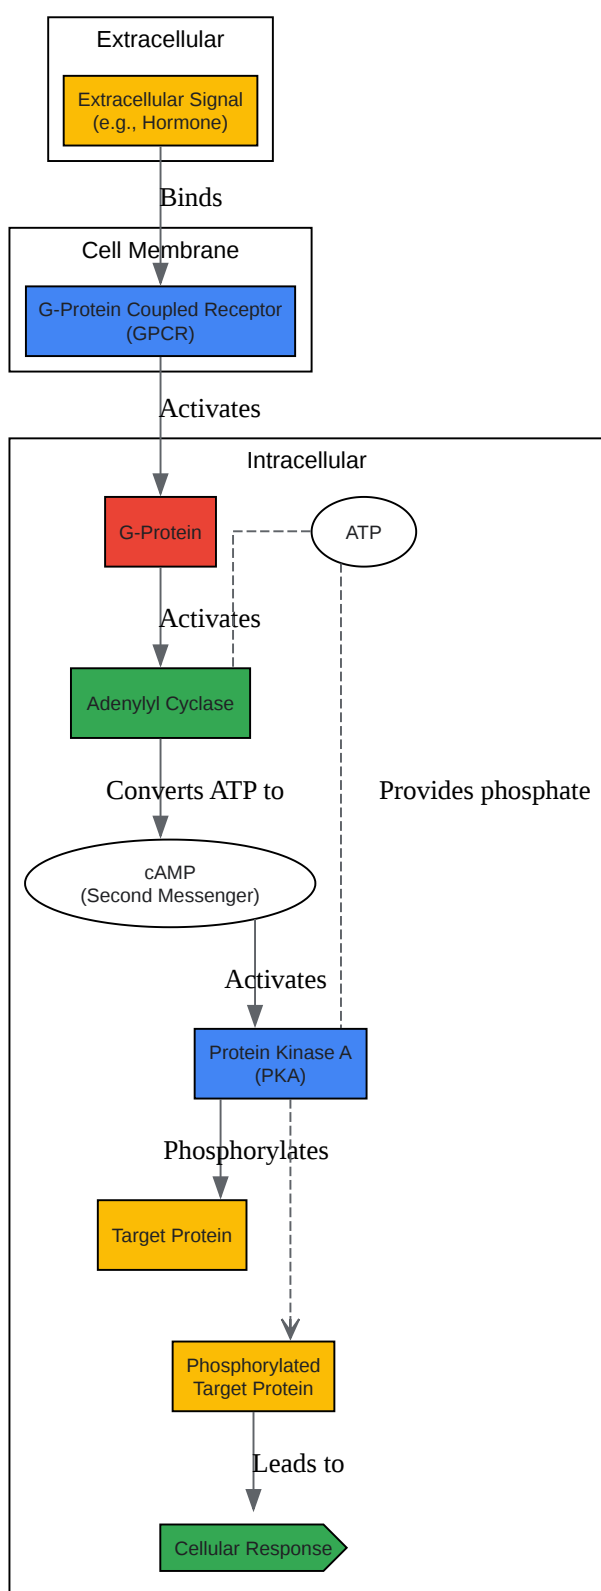 Extracellular
Extracellular Signal
(e.g., Hormone)
Binds
Cell Membrane
G-Protein Coupled Receptor
(GPCR)
Activates
Intracellular
G-Protein
ATP
Activates
Adenylyl Cyclase
Converts ATP to
Provides phosphate
cAMP
(Second Messenger)
Activates
Protein Kinase A
(PKA)
Phosphorylates
Target Protein
Phosphorylated
Target Protein
Leads to
Cellular Response